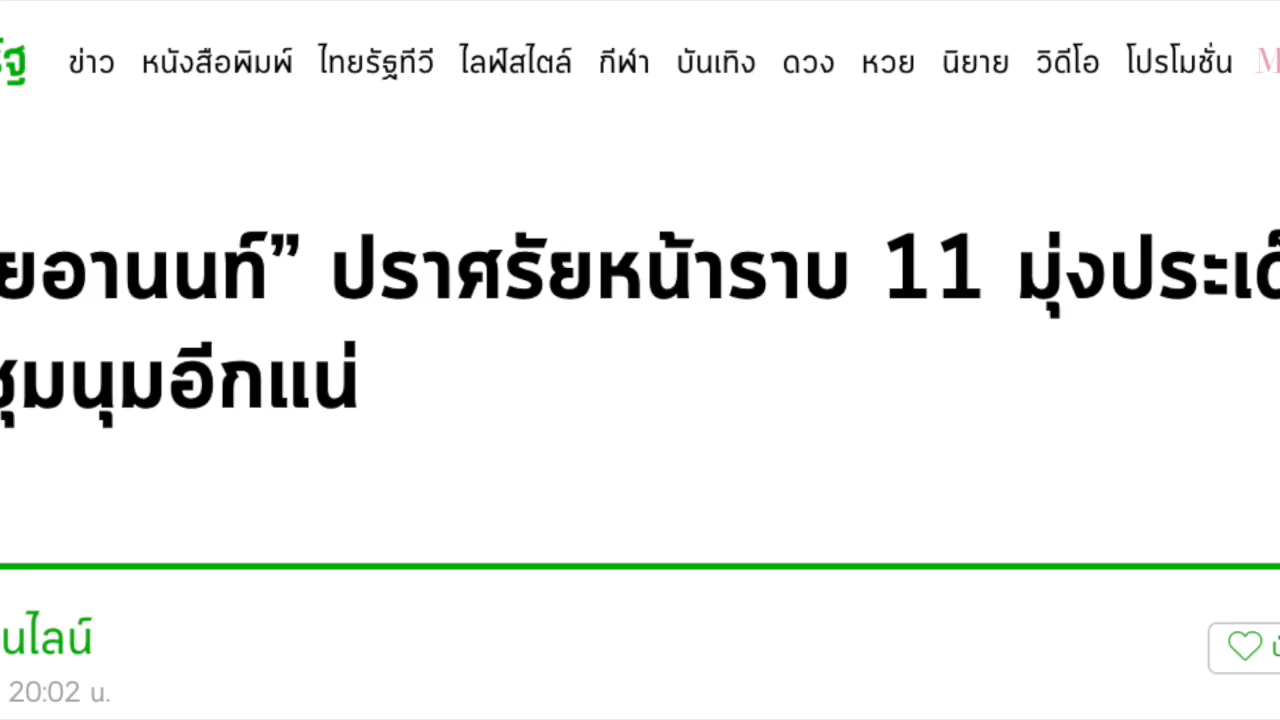 รัฐ ข่าว หนังสือพิมพ์ ไทยรัฐทีวี ไลฟ์สไตล์ กีฬา บันเทิง ดวง หวย นิยาย วิดีโอ โปรโมชั่น M
ยอานนท์” ปราศรัยหน้าราบ 11 มุ่งประเด็
ชุมนุมอีกแน่
นไลน์
20:02 น.